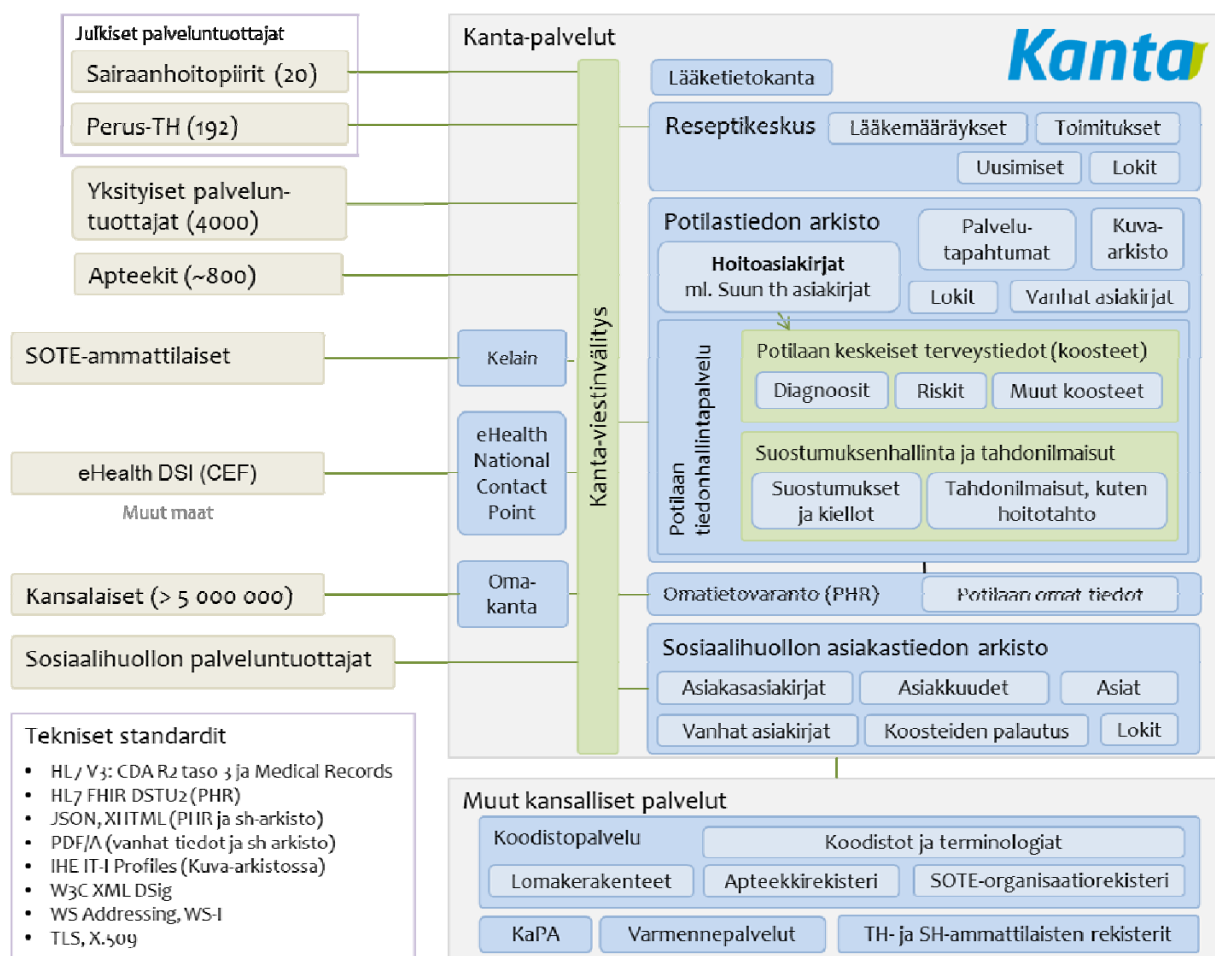 Julkiset palveluntuottajat
Sairaanhoitopiirit (20)
Perus-TH (192)
Yksityiset palvelun-
tuottajat (4000)
Apteekit (~800)
SOTE-ammattilaiset
eHealth DSI (CEF)
Muut maat
Kansalaiset (> 5 000 000)
Sosiaalihuollon palveluntuottajat
Tekniset standardit
• HL7 V3: CDA R2 taso 3 ja Medical Records
• HL7 FHIR DSTU2 (PHR)
• JSON, XHTML (PHR ja sh-arkisto)
• PDF/A (vanhat tiedot ja sh arkisto)
• IHE IT-I Profiles (Kuva-arkistossa)
• W3C XML DSig
• WS Addressing, WS-I
• TLS, X.509
Kanta-palvelut
Kanta
Kelain
eHealth
National
Contact
Point
Oma-
kanta
Kanta-viestinvälitys
Lääketietokanta
Reseptikeskus
Lääkemääräykset
Toimitukset
Uusimiset
Lokit
Potilastiedon arkisto
Palvelu-
tapahtumat
Kuva-
arkisto
Hoitoasiakirjat
ml. Suun th asiakirjat
Lokit
Vanhat asiakirjat
Potilaan
tiedonhallintapalvelu
Potilaan keskeiset terveystiedot (koosteet)
Diagnoosit
Riskit
Muut koosteet
Suostumuksenhallinta ja tahdonilmaisut
Suostumukset
ja kiellot
Tahdonilmaisut, kuten
hoitotahto
Omatietovaranto (PHR)
Potilaan omat tiedot
Sosiaalihuollon asiakastiedon arkisto
Asiakasasiakirjat
Asiakkuudet
Asiat
Vanhat asiakirjat
Koosteiden palautus
Lokit
Muut kansalliset palvelut
Koodistopalvelu
Koodistot ja terminologiat
Lomakerakenteet
Apteekkirekisteri
SOTE-organisaatiorekisteri
KaPA
Varmennepalvelut
TH- ja SH-ammattilaisten rekisterit